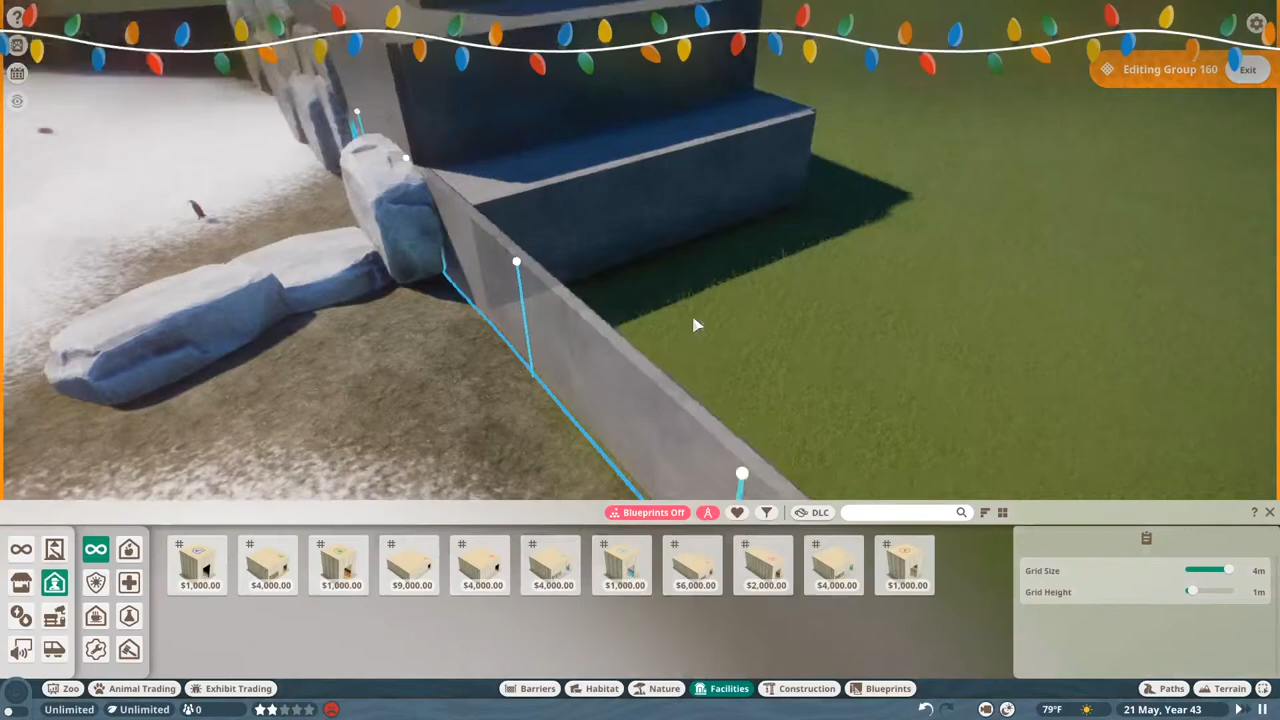 ?
Editing Group 160
Exit
Blueprints Off
DLC
?
$1,000.00
$4,000.00
$1,000.00
$9,000.00
$4,000.00
$4,000.00
$1,000.00
$6,000.00
$2,000.00
$4,000.00
$1,000.00
Grid Size 4m
Grid Height 1m
Zoo Animal Trading Exhibit Trading Barriers Habitat Nature Facilities Construction Blueprints Paths Terrain
Unlimited Unlimited 0 79°F 21 May, Year 43